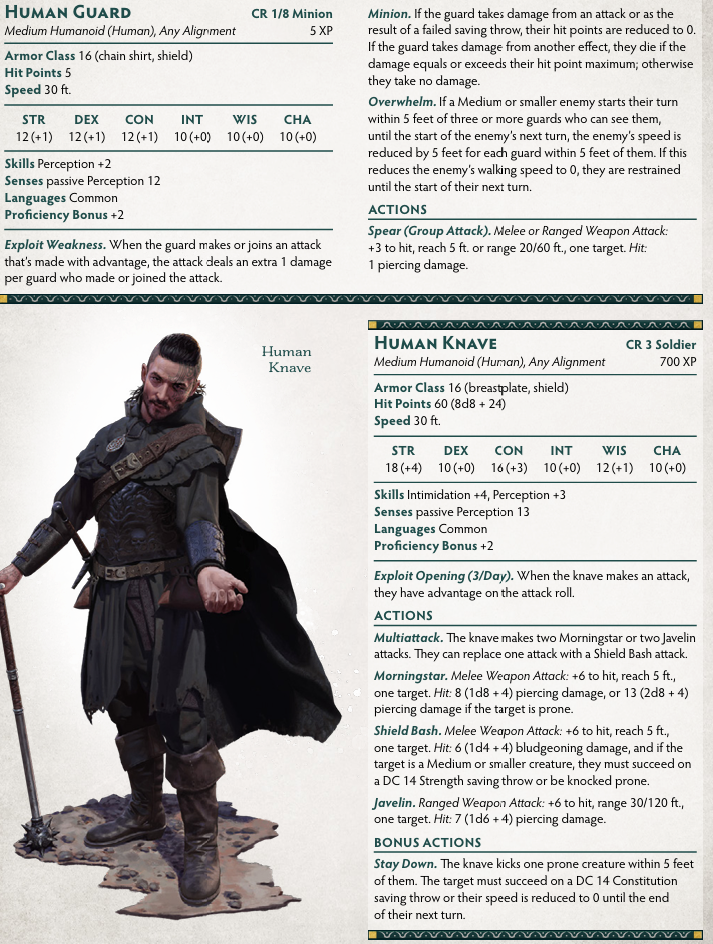 Human Guard CR 1/8 Minion
Medium Humanoid (Human), Any Alignment 5 XP
Armor Class 16 (chain shirt, shield)
Hit Points 5
Speed 30 ft.
STR DEX CON INT WIS CHA
12 (+1) 12 (+1) 12 (+1) 10 (+0) 10 (+0) 10 (+0)
Skills Perception +2
Senses passive Perception 12
Languages Common
Proficiency Bonus +2
Exploit Weakness. When the guard makes or joins an attack
that's made with advantage, the attack deals an extra 1 damage
per guard who made or joined the attack.
Minion. If the guard takes damage from an attack or as the
result of a failed saving throw, their hit points are reduced to 0.
If the guard takes damage from another effect, they die if the
damage equals or exceeds their hit point maximum; otherwise
they take no damage.
Overwhelm. If a Medium or smaller enemy starts their turn
within 5 feet of three or more guards who can see them,
until the start of the enemy's next turn, the enemy's speed is
reduced by 5 feet for each guard within 5 feet of them. If this
reduces the enemy's walking speed to 0, they are restrained
until the start of their next turn.
ACTIONS
Spear (Group Attack). Melee or Ranged Weapon Attack:
+3 to hit, reach 5 ft. or range 20/60 ft., one target. Hit:
1 piercing damage.
Human
Knave
Human Knave CR 3 Soldier
Medium Humanoid (Human), Any Alignment 700 XP
Armor Class 16 (breastplate, shield)
Hit Points 60 (8d8 + 24)
Speed 30 ft.
STR DEX CON INT WIS CHA
18 (+4) 10 (+0) 16 (+3) 10 (+0) 12 (+1) 10 (+0)
Skills Intimidation +4, Perception +3
Senses passive Perception 13
Languages Common
Proficiency Bonus +2
Exploit Opening (3/Day). When the knave makes an attack,
they have advantage on the attack roll.
ACTIONS
Multiattack. The knave makes two Morningstar or two Javelin
attacks. They can replace one attack with a Shield Bash attack.
Morningstar. Melee Weapon Attack: +6 to hit, reach 5 ft.,
one target. Hit: 8 (1d8 + 4) piercing damage, or 13 (2d8 + 4)
piercing damage if the target is prone.
Shield Bash. Melee Weapon Attack: +6 to hit, reach 5 ft.,
one target. Hit: 6 (1d4 + 4) bludgeoning damage, and if the
target is a Medium or smaller creature, they must succeed on
a DC 14 Strength saving throw or be knocked prone.
Javelin. Ranged Weapon Attack: +6 to hit, range 30/120 ft.,
one target. Hit: 7 (1d6 + 4) piercing damage.
BONUS ACTIONS
Stay Down. The knave kicks one prone creature within 5 feet
of them. The target must succeed on a DC 14 Constitution
saving throw or their speed is reduced to 0 until the end
of their next turn.